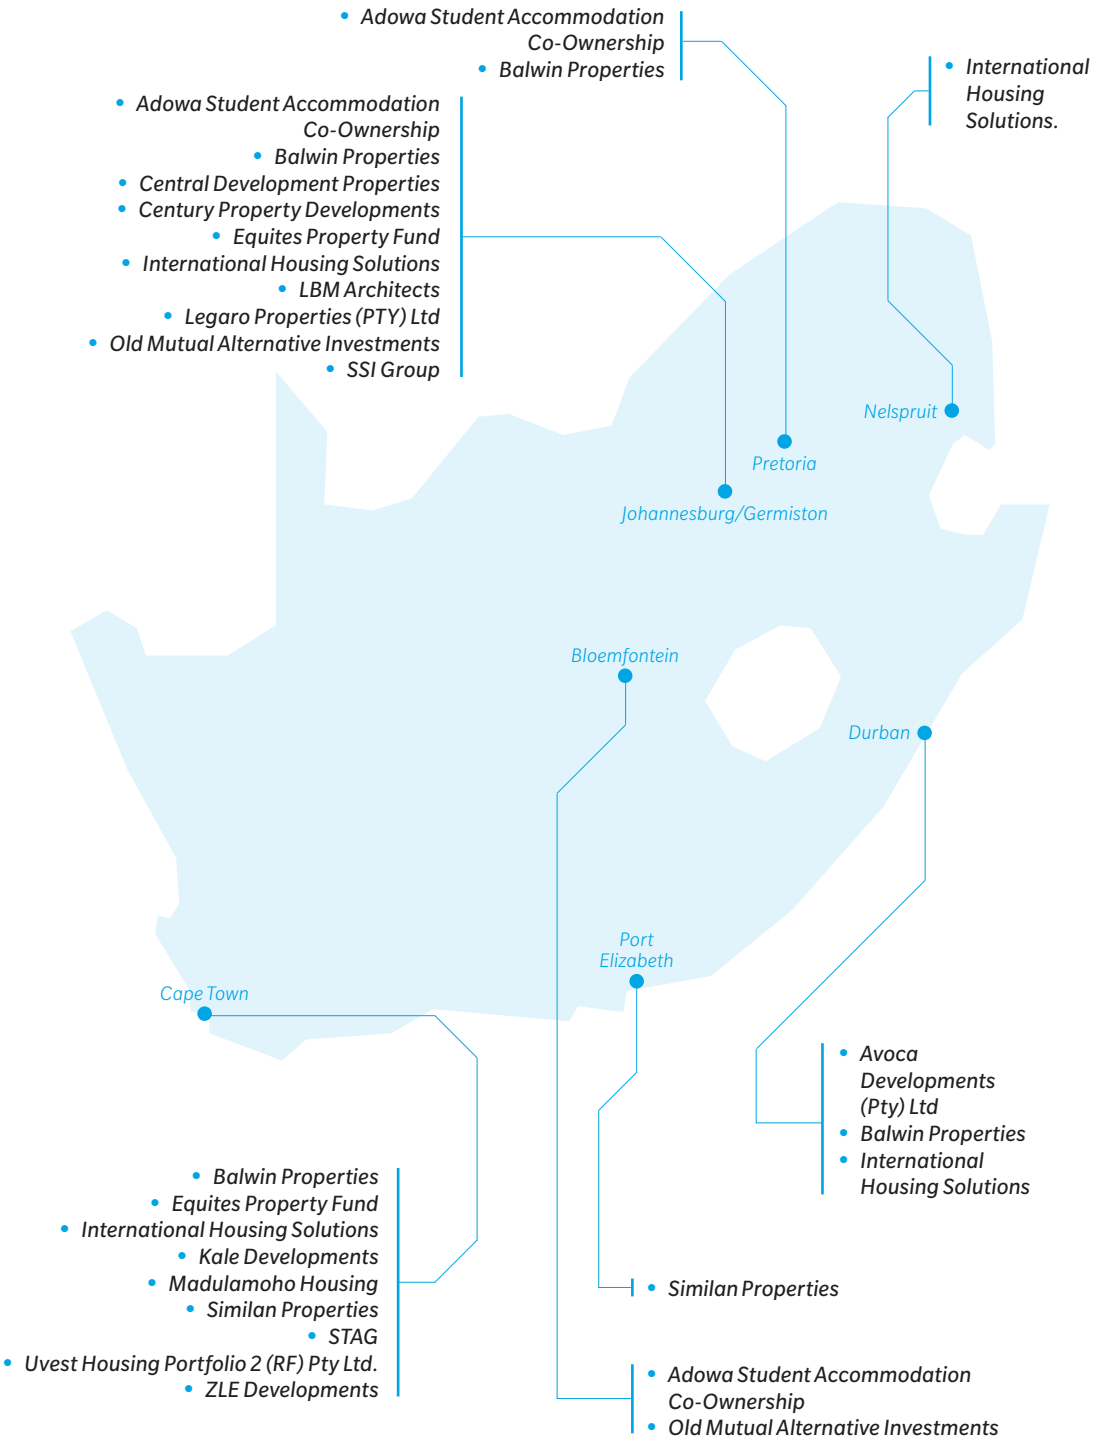 • Adowa Student Accommodation
Co-Ownership
• Balwin Properties
• International
Housing
Solutions.
• Adowa Student Accommodation
Co-Ownership
• Balwin Properties
• Central Development Properties
• Century Property Developments
• Equites Property Fund
• International Housing Solutions
• LBM Architects
• Legaro Properties (PTY) Ltd
• Old Mutual Alternative Investments
• SSI Group
Nelspruit
Pretoria
Johannesburg/Germiston
Bloemfontein
Durban
Port
Elizabeth
Cape Town
• Avoca
Developments
(Pty) Ltd
• Balwin Properties
• International
Housing Solutions
• Balwin Properties
• Equites Property Fund
• International Housing Solutions
• Kale Developments
• Madulamoho Housing
• Similan Properties
• STAG
• Uvest Housing Portfolio 2 (RF) Pty Ltd.
• ZLE Developments
• Similan Properties
• Adowa Student Accommodation
Co-Ownership
• Old Mutual Alternative Investments